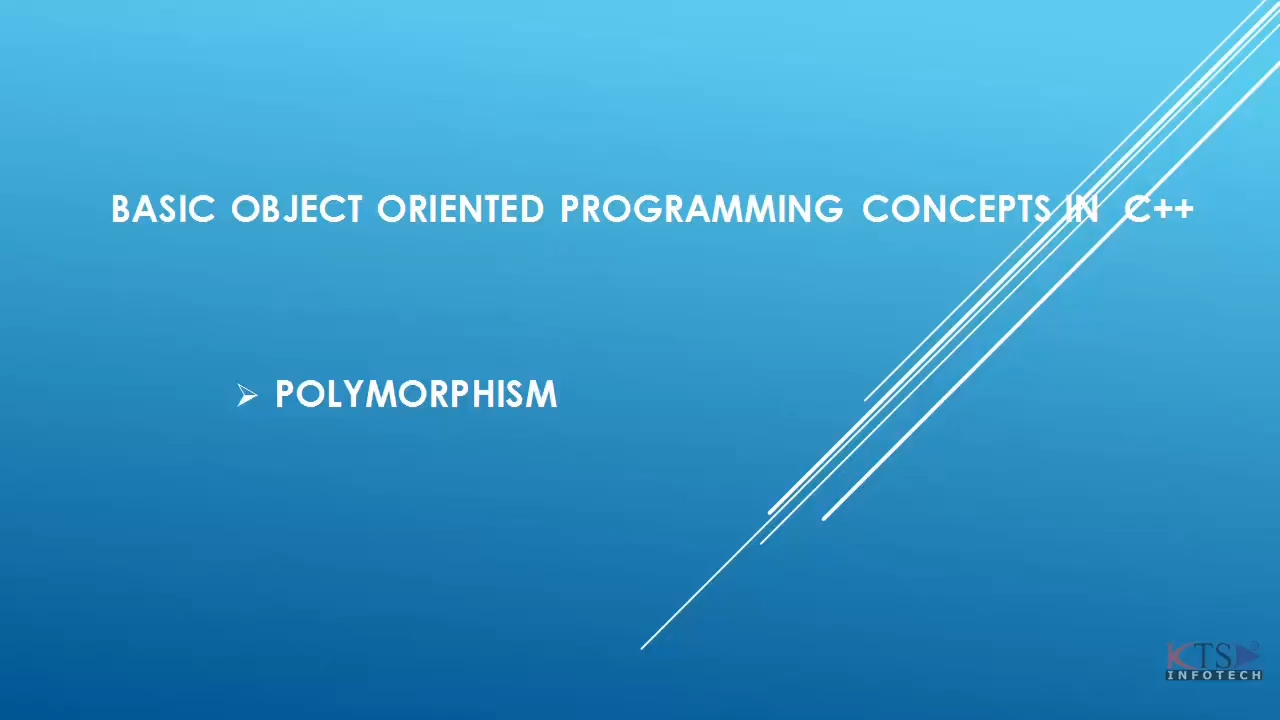 BASIC OBJECT ORIENTED PROGRAMMING CONCEPTS IN C++
POLYMORPHISM
KTS
INFOTECH